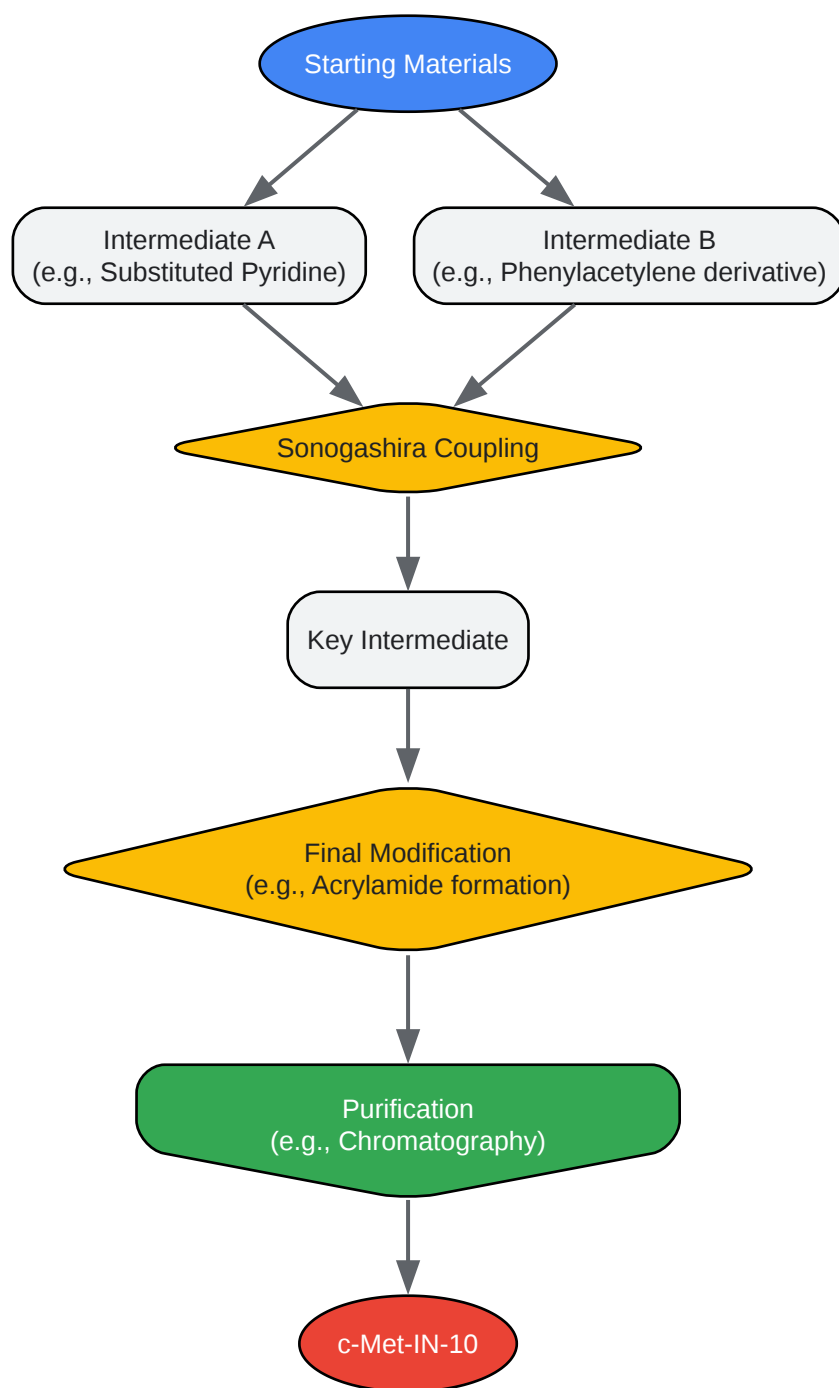 Starting Materials
Intermediate A
(e.g., Substituted Pyridine)
Intermediate B
(e.g., Phenylacetylene derivative)
Sonogashira Coupling
Key Intermediate
Final Modification
(e.g., Acrylamide formation)
Purification
(e.g., Chromatography)
c-Met-IN-10